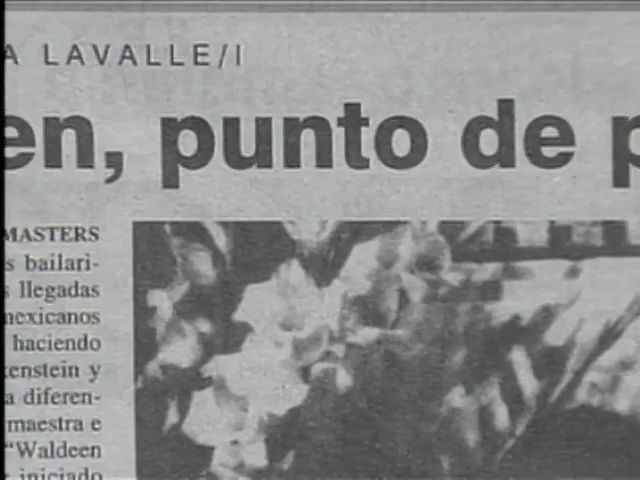 A LAVALLE/I
en, punto de p
MASTERS
s bailari-
s llegadas
mexicanos
haciendo
tenstein y
a diferen-
maestra e
“Waldeen
iniciado